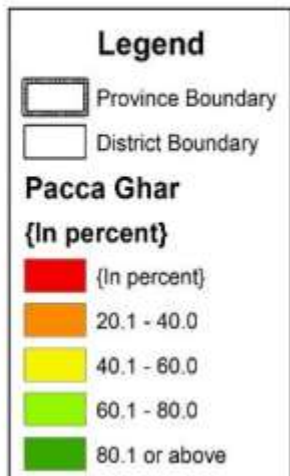 Legend
Province Boundary
District Boundary
Pacca Ghar
{In percent}
{In percent}
20.1 - 40.0
40.1 - 60.0
60.1 - 80.0
80.1 or above